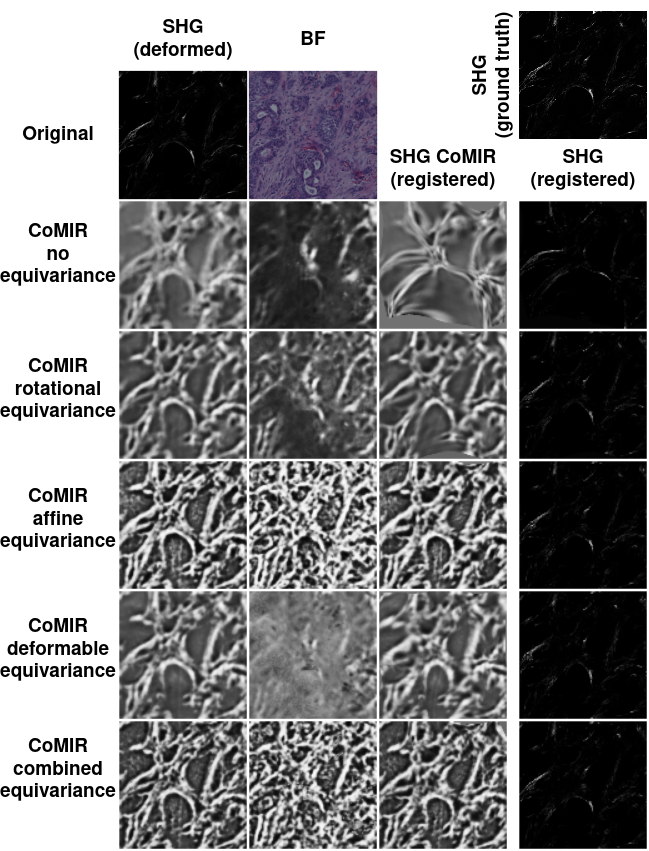 SHG
(deformed)
BF
SHG
(ground truth)
Original
SHG CoMIR
(registered)
SHG
(registered)
CoMIR
no
equivariance
CoMIR
rotational
equivariance
CoMIR
affine
equivariance
CoMIR
deformable
equivariance
CoMIR
combined
equivariance